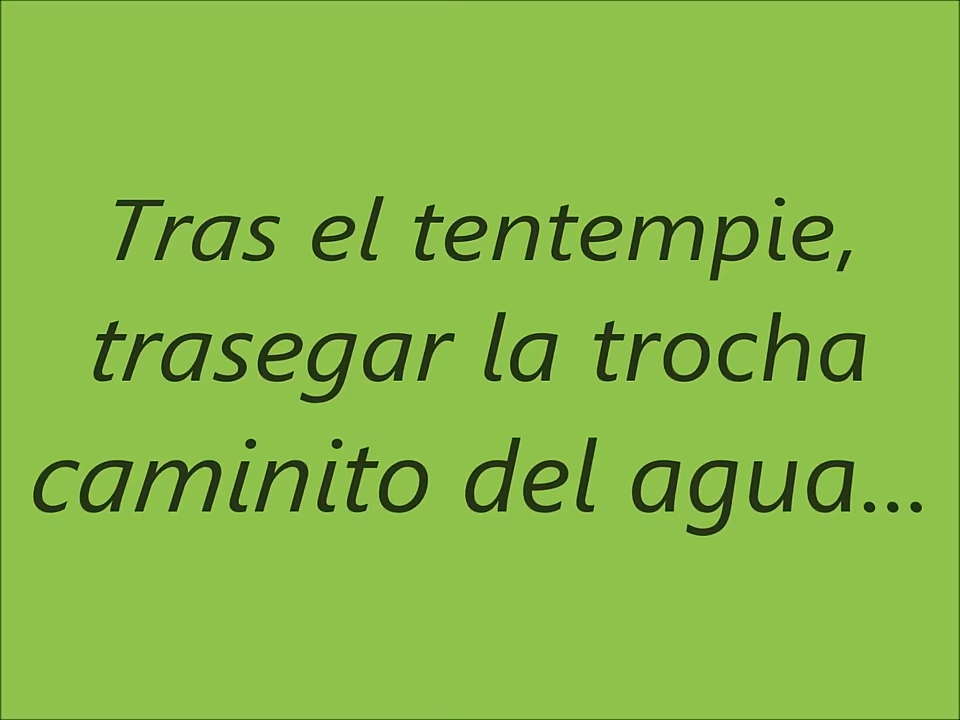 Tras el tentempie,
trasegar la trocha
caminito del agua...